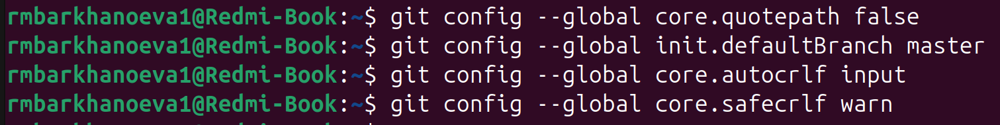 rmbarkhanoeva1@Redmi-Book:~$ git config --global core.quotepath false
rmbarkhanoeva1@Redmi-Book:~$ git config --global init.defaultBranch master
rmbarkhanoeva1@Redmi-Book:~$ git config --global core.autocrlf input
rmbarkhanoeva1@Redmi-Book:~$ git config --global core.safecrlf warn